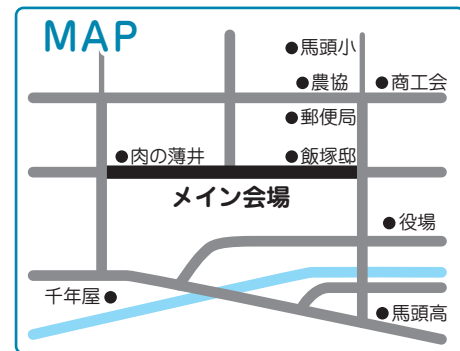 MAP
●馬頭小
●農協
●商工会
●郵便局
●肉の薄井
●飯塚邸
メイン会場
●役場
千年屋●
●馬頭高